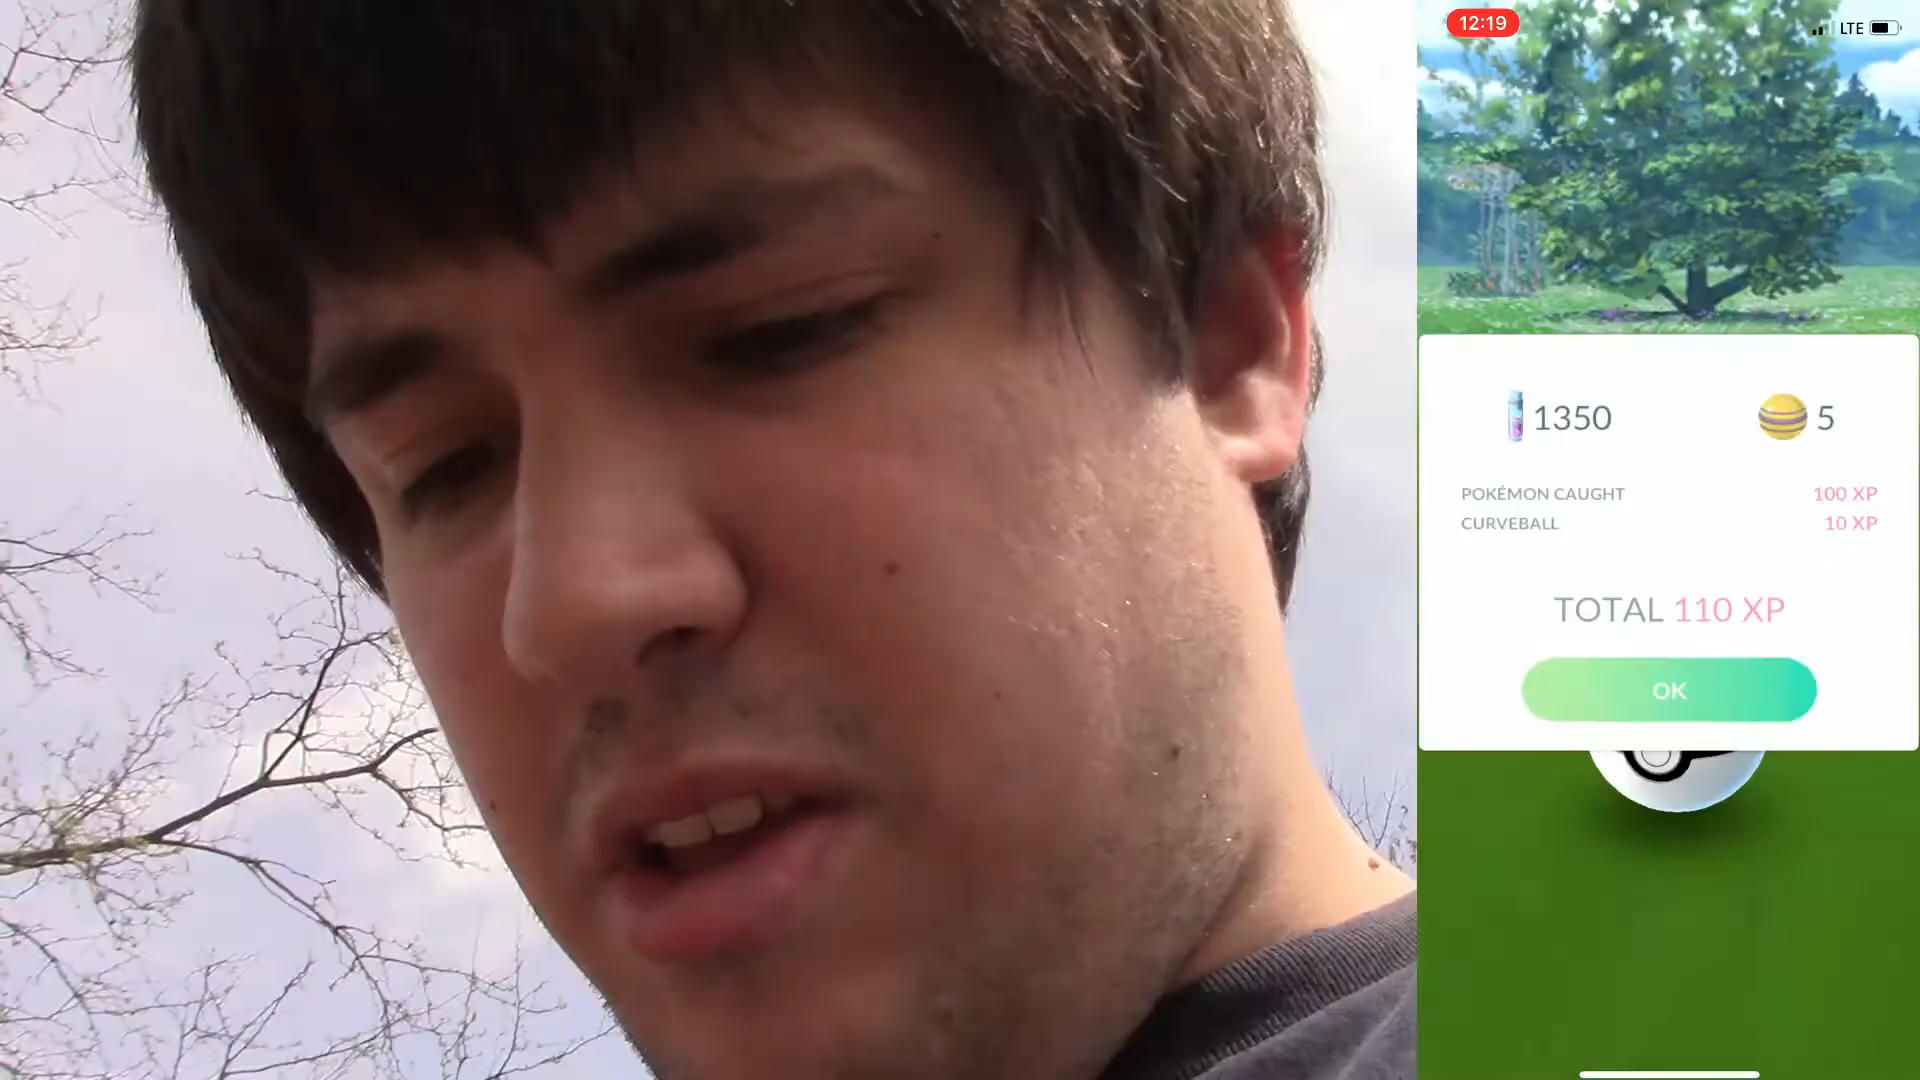 12:19
LTE
1350
5
POKÉMON CAUGHT 100 XP
CURVEBALL 10 XP
TOTAL 110 XP
OK